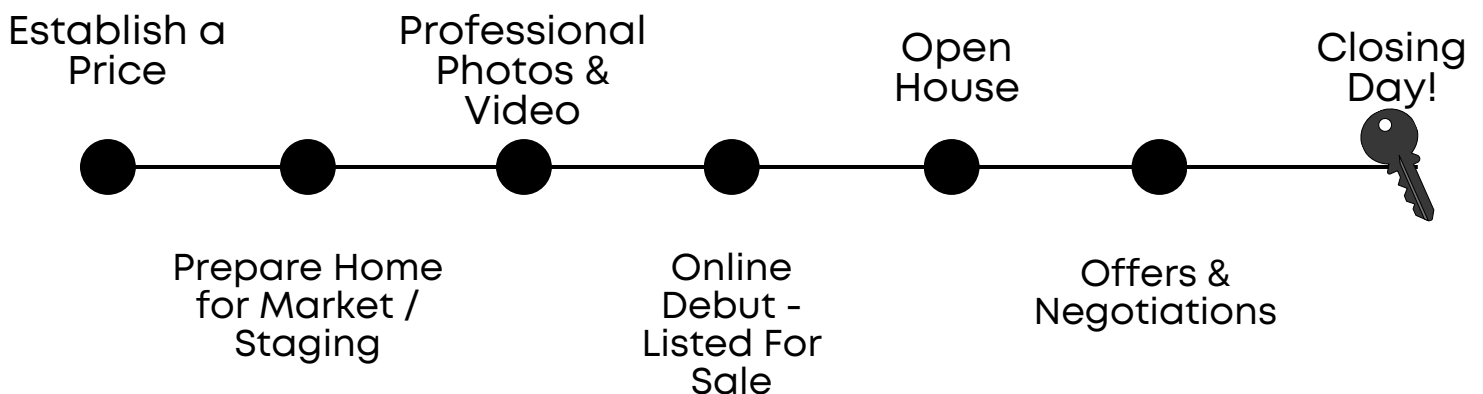 Establish a
Price
Prepare Home
for Market /
Staging
Professional
Photos &
Video
Online
Debut -
Listed For
Sale
Open
House
Offers &
Negotiations
Closing
Day!